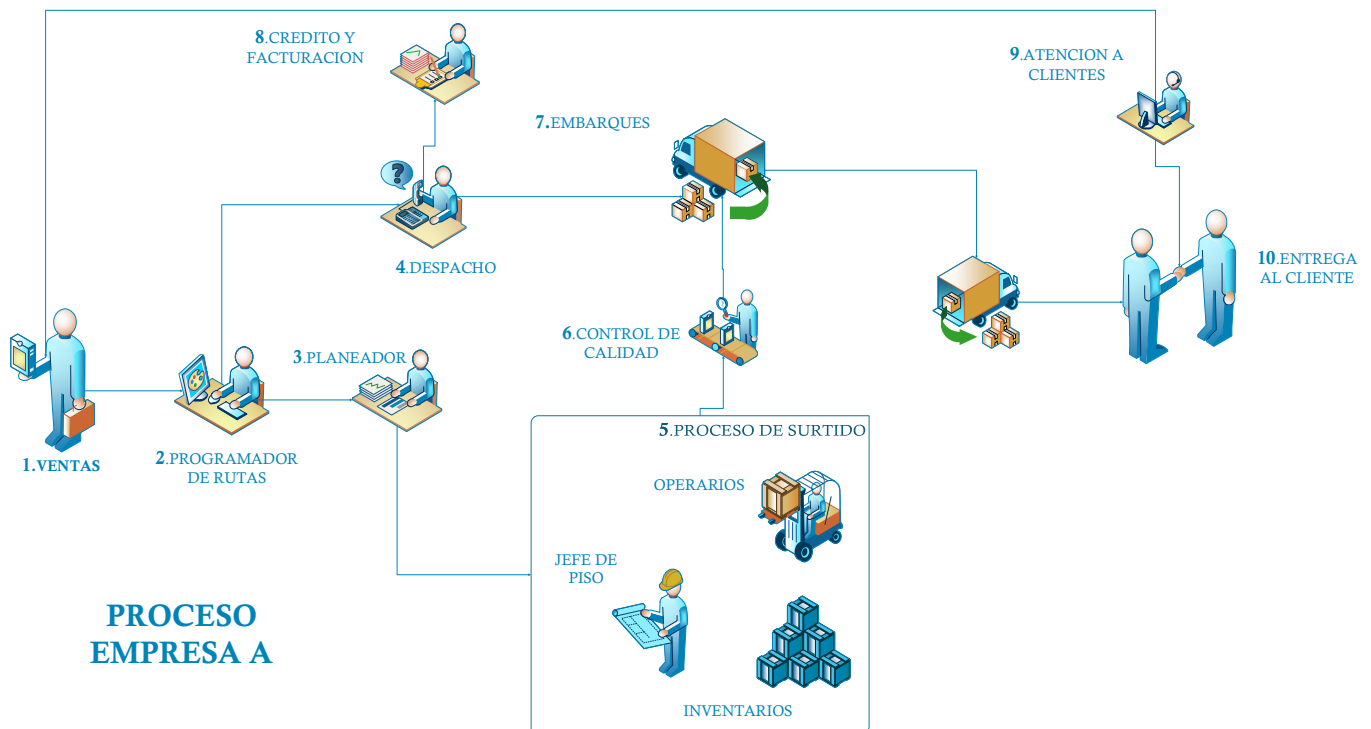 8.CREDITO Y
FACTURACION
9.ATENCION A
CLIENTES
7.EMBARQUES
?
4.DESPACHO
10.ENTREGA
AL CLIENTE
6.CONTROL DE
CALIDAD
3.PLANEADOR
1.VENTAS
2.PROGRAMADOR
DE RUTAS
5.PROCESO DE SURTIDO
OPERARIOS
JEFE DE
PISO
INVENTARIOS
PROCESO
EMPRESA A